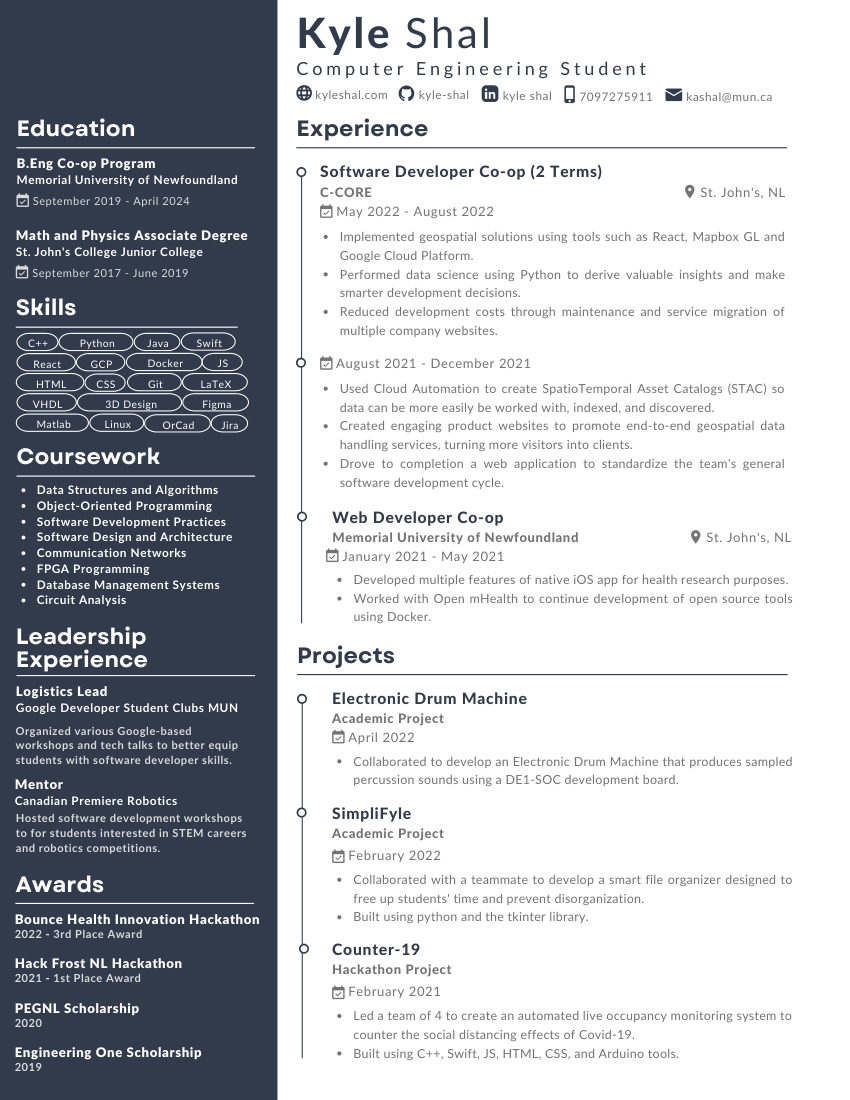 Kyle Shal
Computer Engineering Student
kyleshal.com kyle-shal kyle shal 7097275911 kashal@mun.ca
Education
B.Eng Co-op Program
Memorial University of Newfoundland
September 2019 - April 2024
Math and Physics Associate Degree
St. John's College Junior College
September 2017 - June 2019
Skills
C++ Python Java Swift
React GCP Docker JS
HTML CSS Git LaTeX
VHDL 3D Design Figma
Matlab Linux OrCad Jira
Coursework
• Data Structures and Algorithms
• Object-Oriented Programming
• Software Development Practices
• Software Design and Architecture
• Communication Networks
• FPGA Programming
• Database Management Systems
• Circuit Analysis
Leadership
Experience
Logistics Lead
Google Developer Student Clubs MUN
Organized various Google-based
workshops and tech talks to better equip
students with software developer skills.
Mentor
Canadian Premiere Robotics
Hosted software development workshops
to for students interested in STEM careers
and robotics competitions.
Awards
Bounce Health Innovation Hackathon
2022 - 3rd Place Award
Hack Frost NL Hackathon
2021 - 1st Place Award
PEGNL Scholarship
2020
Engineering One Scholarship
2019
Experience
Software Developer Co-op (2 Terms)
C-CORE St. John's, NL
May 2022 - August 2022
• Implemented geospatial solutions using tools such as React, Mapbox GL and
Google Cloud Platform.
• Performed data science using Python to derive valuable insights and make
smarter development decisions.
• Reduced development costs through maintenance and service migration of
multiple company websites.
August 2021 - December 2021
• Used Cloud Automation to create SpatioTemporal Asset Catalogs (STAC) so
data can be more easily be worked with, indexed, and discovered.
• Created engaging product websites to promote end-to-end geospatial data
handling services, turning more visitors into clients.
• Drove to completion a web application to standardize the team's general
software development cycle.
Web Developer Co-op
Memorial University of Newfoundland St. John's, NL
January 2021 - May 2021
• Developed multiple features of native iOS app for health research purposes.
• Worked with Open mHealth to continue development of open source tools
using Docker.
Projects
Electronic Drum Machine
Academic Project
April 2022
• Collaborated to develop an Electronic Drum Machine that produces sampled
percussion sounds using a DE1-SOC development board.
SimpliFyle
Academic Project
February 2022
• Collaborated with a teammate to develop a smart file organizer designed to
free up students' time and prevent disorganization.
• Built using python and the tkinter library.
Counter-19
Hackathon Project
February 2021
• Led a team of 4 to create an automated live occupancy monitoring system to
counter the social distancing effects of Covid-19.
• Built using C++, Swift, JS, HTML, CSS, and Arduino tools.